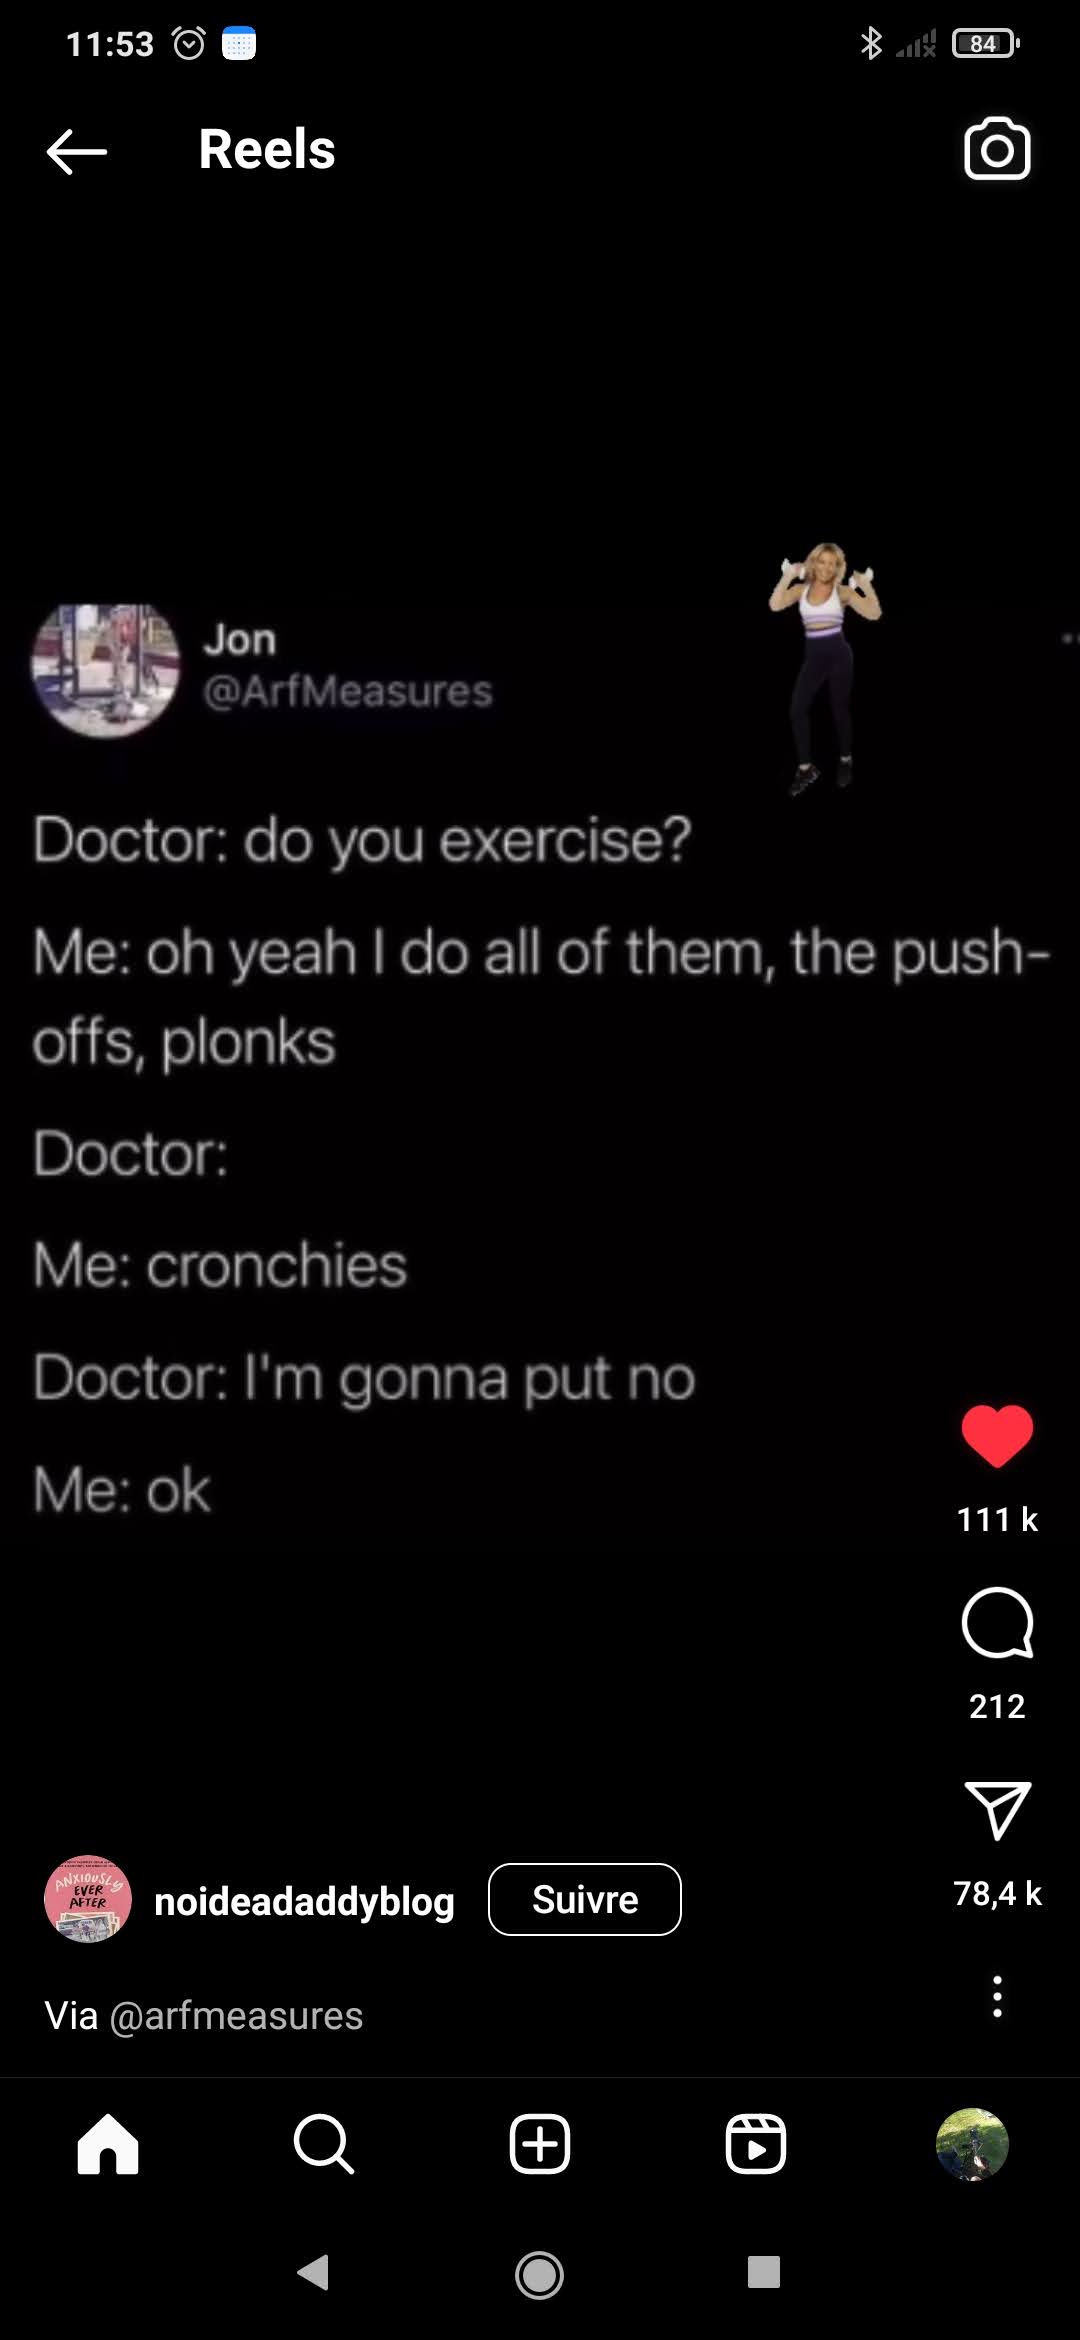 11:53
84
Reels
Jon
@ArfMeasures
Doctor: do you exercise?
Me: oh yeah I do all of them, the push-
offs, plonks
Doctor:
Me: cronchies
Doctor: I'm gonna put no
Me: ok
111 k
212
78,4 k
ANXIOUSLY
EVER
AFTER
noideadaddyblog
Suivre
Via @arfmeasures